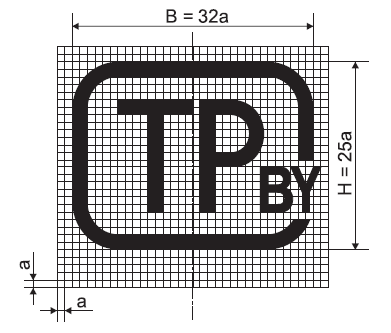 B = 32a
TP
BY
H = 25a
a
a